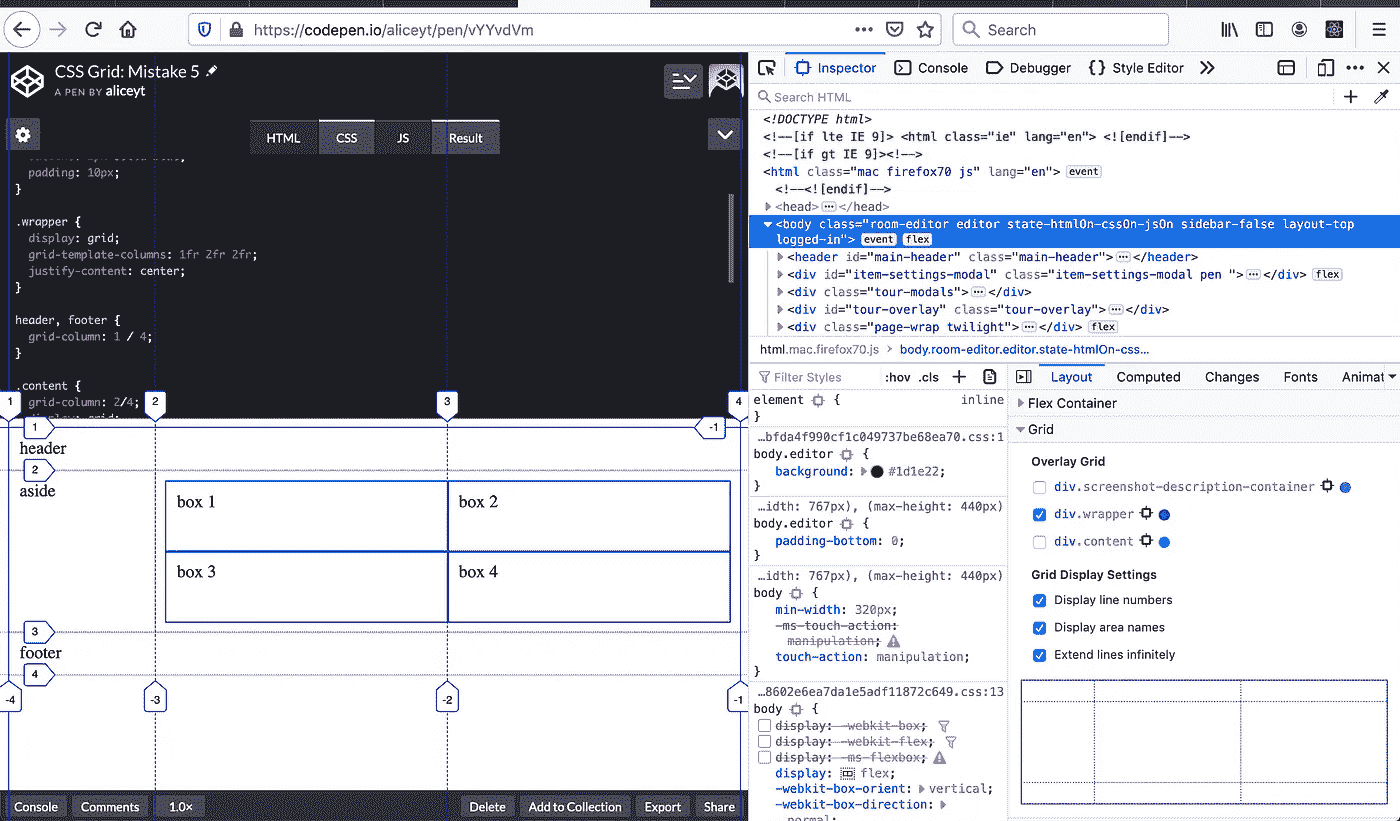 https://codepen.io/aliceyt/pen/vYYvdVm
Search
CSS Grid: Mistake 5
A PEN BY aliceyt
HTML
CSS
JS
Result
padding: 10px;
}
.wrapper {
display: grid;
grid-template-columns: 1fr 2fr 2fr;
justify-content: center;
}
header, footer {
grid-column: 1 / 4;
}
.content {
grid-column: 2/4;
1
2
3
4
1
-1
header
2
aside
box 1
box 2
box 3
box 4
3
footer
4
-4
-3
-2
-1
Console
Comments
1.0×
Delete
Add to Collection
Export
Share
Inspector
Console
Debugger
{} Style Editor
Search HTML
<!DOCTYPE html>
<!--[if lte IE 9]> <html class="ie" lang="en"> <![endif]-->
<!--[if gt IE 9]><!-->
<html class="mac firefox70 js" lang="en"> event
<!--<![endif]-->
<head>…</head>
<body class="room-editor editor state-htmlOn-cssOn-jsOn sidebar-false layout-top
logged-in"> event flex
<header id="main-header" class="main-header">…</header>
<div id="item-settings-modal" class="item-settings-modal pen ">…</div> flex
<div class="tour-modals">…</div>
<div id="tour-overlay" class="tour-overlay">…</div>
<div class="page-wrap twilight">…</div> flex
html.mac.firefox70.js > body.room-editor.editor.state-htmlOn-css…
Filter Styles
:hov .cls
element {
inline
}
…bfda4f990cf1c049737be68ea70.css:1
body.editor {
background: #1d1e22;
}
…idth: 767px), (max-height: 440px)
body.editor {
padding-bottom: 0;
}
…idth: 767px), (max-height: 440px)
body {
min-width: 320px;
-ms-touch-action:
manipulation;
touch-action: manipulation;
}
…8602e6ea7da1e5adf11872c649.css:13
body {
display: -webkit-box;
display: -webkit-flex;
display: -ms-flexbox;
display: flex;
-webkit-box-orient: vertical;
-webkit-box-direction:
normal;
Layout
Computed
Changes
Fonts
Animat
Flex Container
Grid
Overlay Grid
div.screenshot-description-container
div.wrapper
div.content
Grid Display Settings
Display line numbers
Display area names
Extend lines infinitely